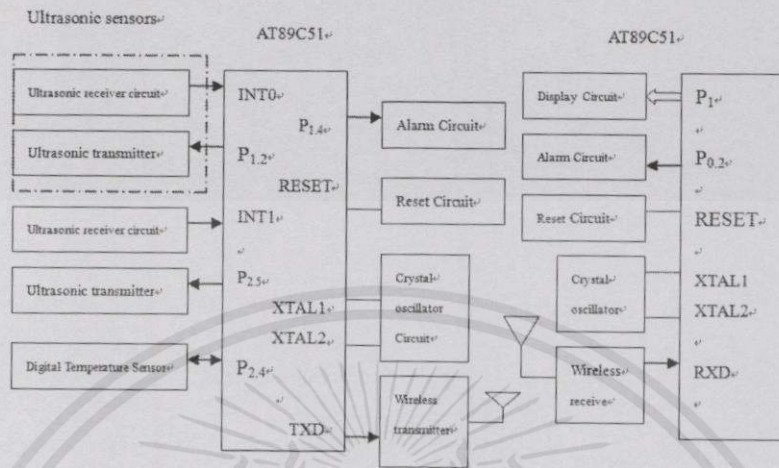 Ultrasonic sensors
AT89C51
AT89C51
Ultrasonic receiver circuit
Ultrasonic transmitter
Ultrasonic receiver circuit
Ultrasonic transmitter
Digital Temperature Sensor
INT0
P1.4
P1.2
RESET
INT1
P2.5
XTAL1
XTAL2
P2.4
TXD
Alarm Circuit
Reset Circuit
Crystal
oscillator
Circuit
Wireless
transmitter
Display Circuit
Alarm Circuit
Reset Circuit
Crystal
oscillator
Wireless
receive
P1
P0.2
RESET
XTAL1
XTAL2
RXD